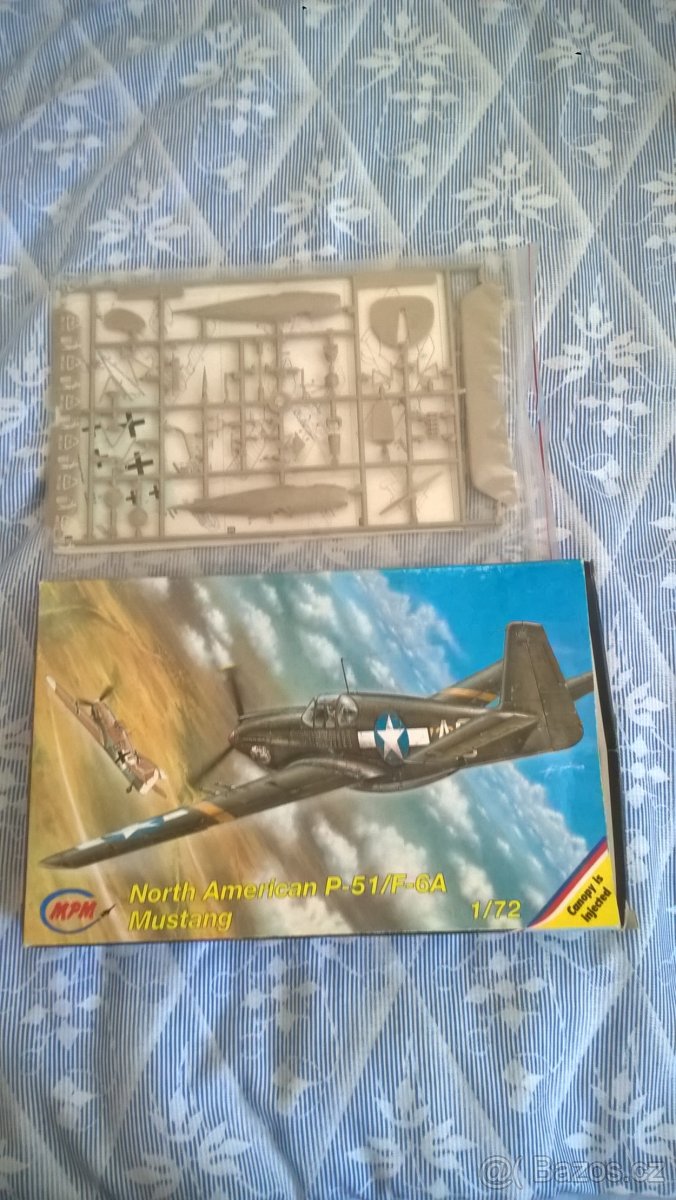 North American P-51/F-6A
Mustang
1/72
MPM
Canopy is
injected
@( Bazos.cz